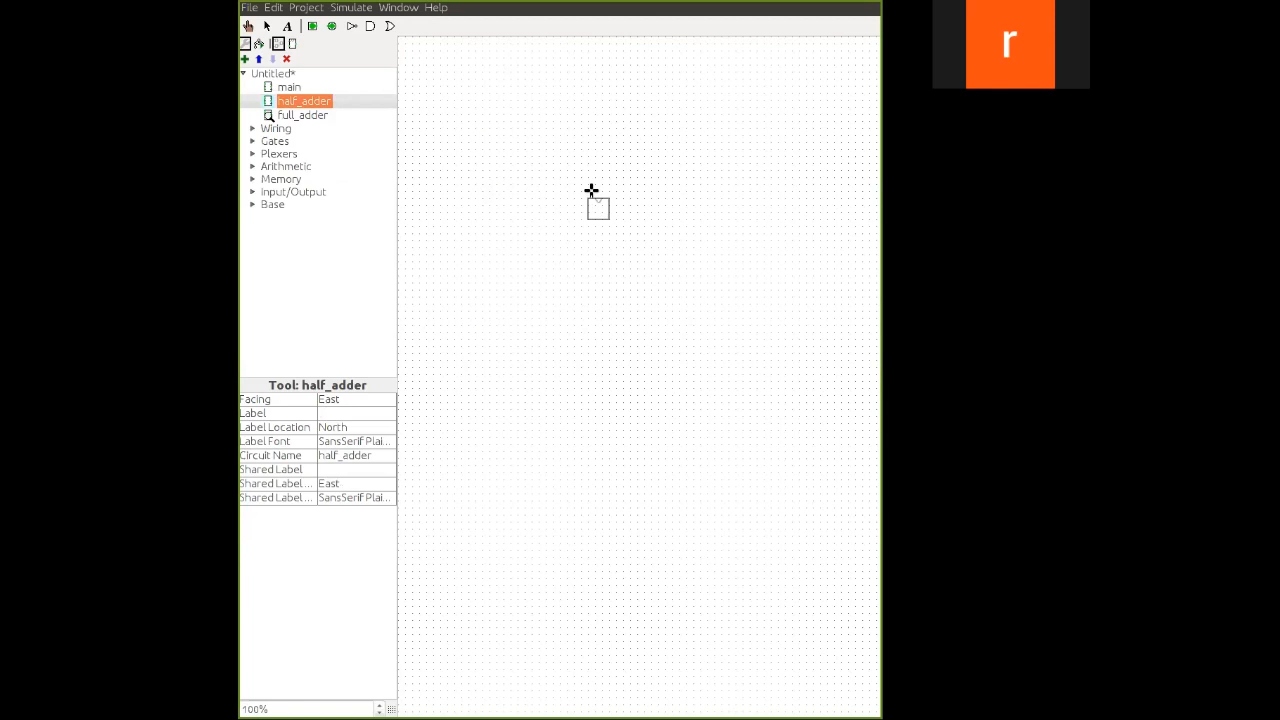 File Edit Project Simulate Window Help
A
r
Untitled*
main
half_adder
full_adder
Wiring
Gates
Plexers
Arithmetic
Memory
Input/Output
Base
Tool: half_adder
Facing East
Label
Label Location North
Label Font SansSerif Plai...
Circuit Name half_adder
Shared Label
Shared Label ... East
Shared Label ... SansSerif Plai...
100%